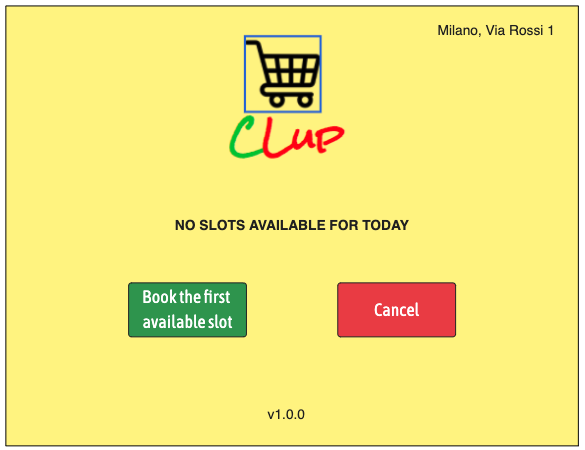 Milano, Via Rossi 1
CLup
NO SLOTS AVAILABLE FOR TODAY
Book the first
available slot
Cancel
v1.0.0